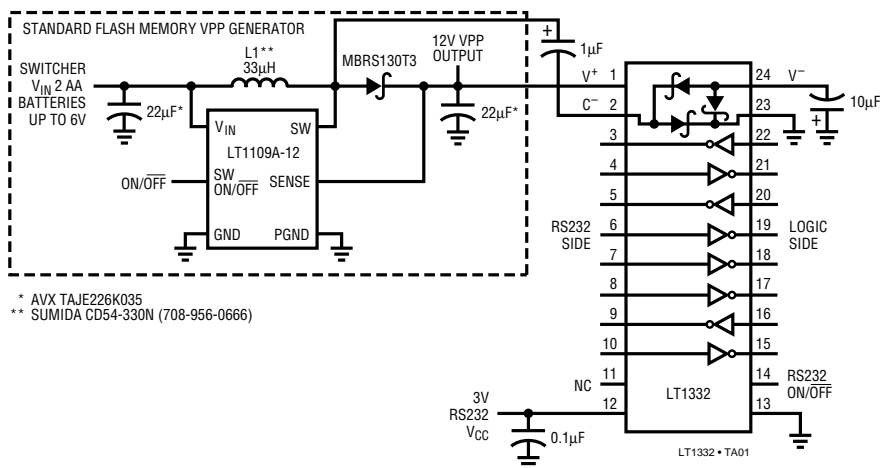 STANDARD FLASH MEMORY VPP GENERATOR
L1**
33µH
MBRS130T3
12V VPP
OUTPUT
SWITCHER
VIN 2 AA
BATTERIES
UP TO 6V
22µF*
22µF*
VIN
SW
LT1109A-12
ON/OFF
SW
ON/OFF
SENSE
GND
PGND
+
1µF
V+
1
C–
2
3
4
5
RS232
SIDE
6
7
8
9
10
NC
11
3V
RS232
VCC
12
0.1µF
LT1332
24
V–
23
10µF
+
22
21
20
19
LOGIC
SIDE
18
17
16
15
14
RS232
ON/OFF
13
LT1332 • TA01
* AVX TAJE226K035
** SUMIDA CD54-330N (708-956-0666)